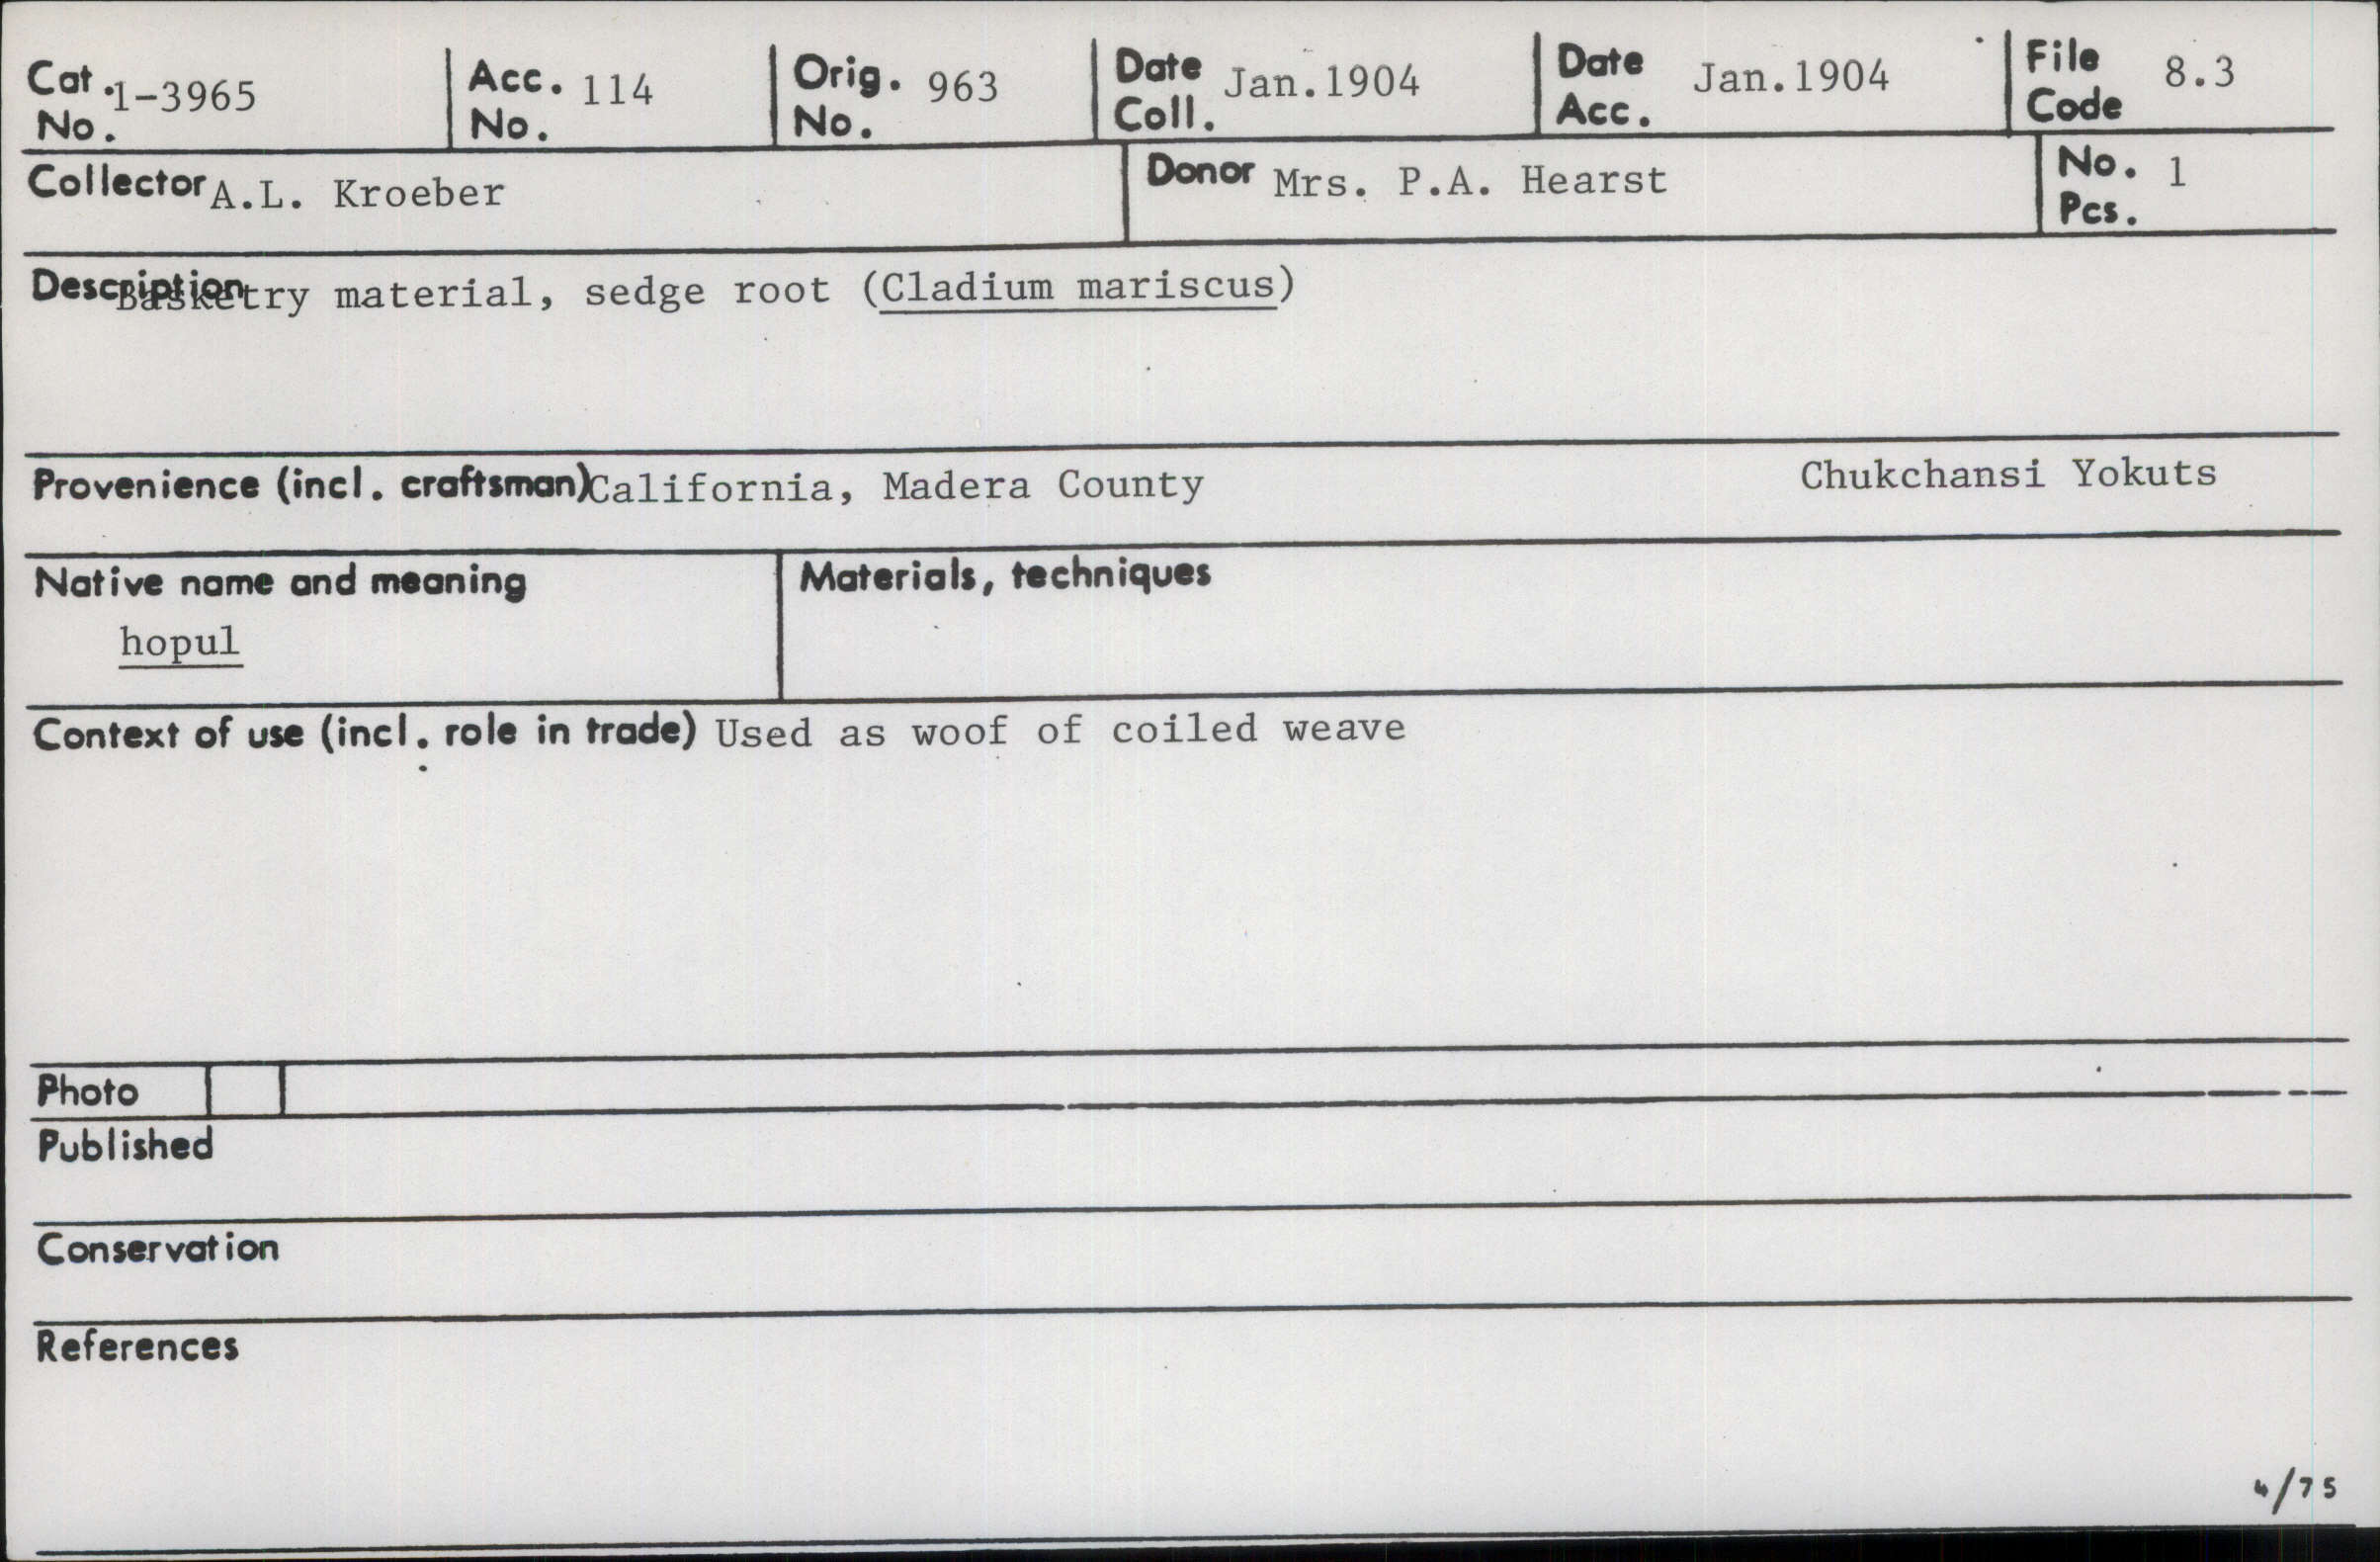 Cat. No. 1-3965 Acc. No. 114 Orig. No. 963 Date Coll. Jan.1904 Date Acc. Jan.1904 File Code 8.3
Collector A.L. Kroeber Donor Mrs. P.A. Hearst No. Pcs. 1
Description Basketry material, sedge root (Cladium mariscus)
Provenience (incl. craftsman) California, Madera County Chukchansi Yokuts
Native name and meaning Materials, techniques
hopul
Context of use (incl. role in trade) Used as woof of coiled weave
Photo
Published
Conservation
References
4/75